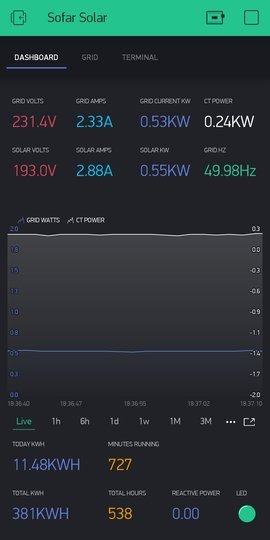 Sofar Solar
DASHBOARD GRID TERMINAL
GRID VOLTS GRID AMPS GRID CURRENT KW CT POWER
231.4V 2.33A 0.53KW 0.24KW
SOLAR VOLTS SOLAR AMPS SOLAR KW GRID HZ
193.0V 2.88A 0.55KW 49.98Hz
GRID WATTS CT POWER
2.0 0.3
1.8 0.0
1.5 -0.3
1.3 -0.6
1.0 -0.9
0.8 -1.2
0.5 -1.4
0.3 -1.7
0.0 -2.0
18:36:40 18:36:47 18:36:55 18:37:02 18:37:10
Live 1h 6h 1d 1w 1M 3M
TODAY KWH MINUTES RUNNING
11.48KWH 727
TOTAL KWH TOTAL HOURS REACTIVE POWER LED
381KWH 538 0.00